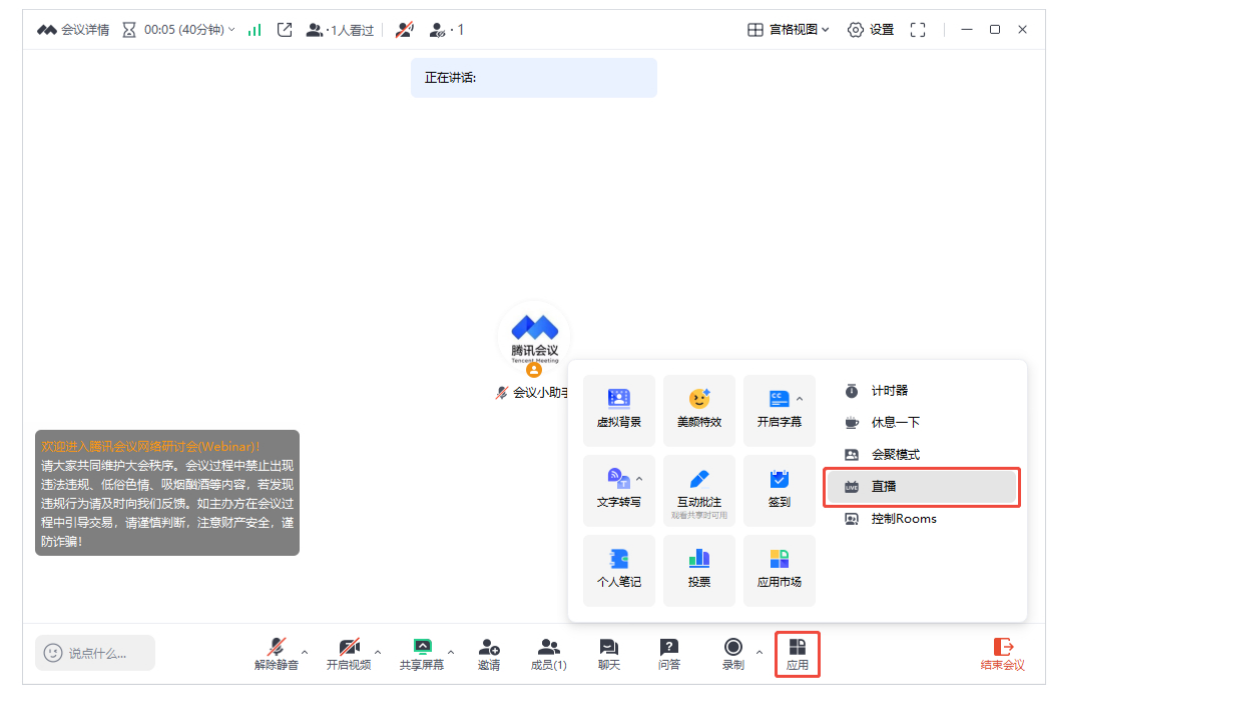 会议详情 00:05 (40分钟) ·1人看过 · 1 宫格视图 设置
正在讲话:
腾讯会议
Tencent Meeting
会议小助手
欢迎进入腾讯会议网络研讨会(Webinar)!
请大家共同维护大会秩序。会议过程中禁止出现
违法违规、低俗色情、吸烟酗酒等内容，若发现
违规行为请及时向我们反馈。如主办方在会议过
程中引导交易，请谨慎判断，注意财产安全，谨
防诈骗！
虚拟背景 美颜特效 CC 开启字幕
文字转写 互动批注 签到
观看共享时可用
个人笔记 投票 应用市场
计时器
休息一下
会聚模式
LIVE 直播
控制Rooms
说点什么...
解除静音 开启视频 共享屏幕 邀请 成员(1) 聊天 问答 录制 应用 结束会议